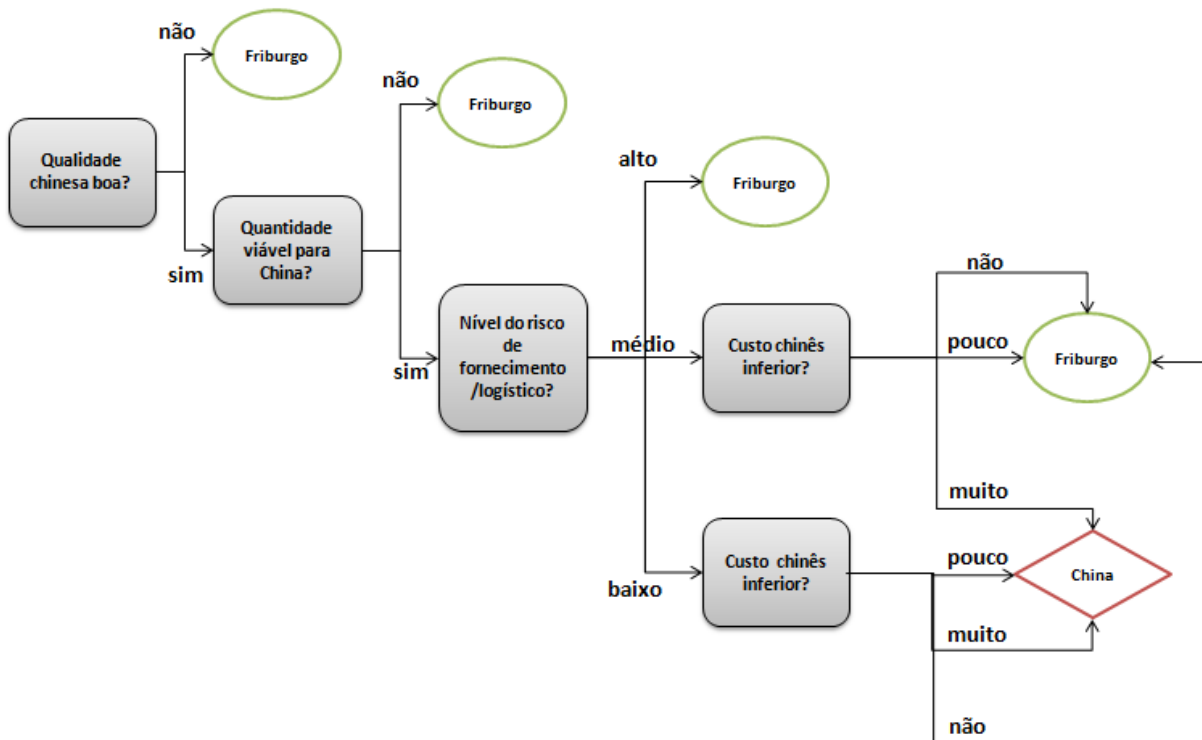 não
Friburgo
Qualidade
chinesa boa?
sim
não
Friburgo
Quantidade
viável para
China?
sim
Nível do risco
de
fornecimento
/logístico?
alto
Friburgo
médio
Custo chinês
inferior?
não
pouco
Friburgo
muito
baixo
Custo chinês
inferior?
pouco
China
muito
não